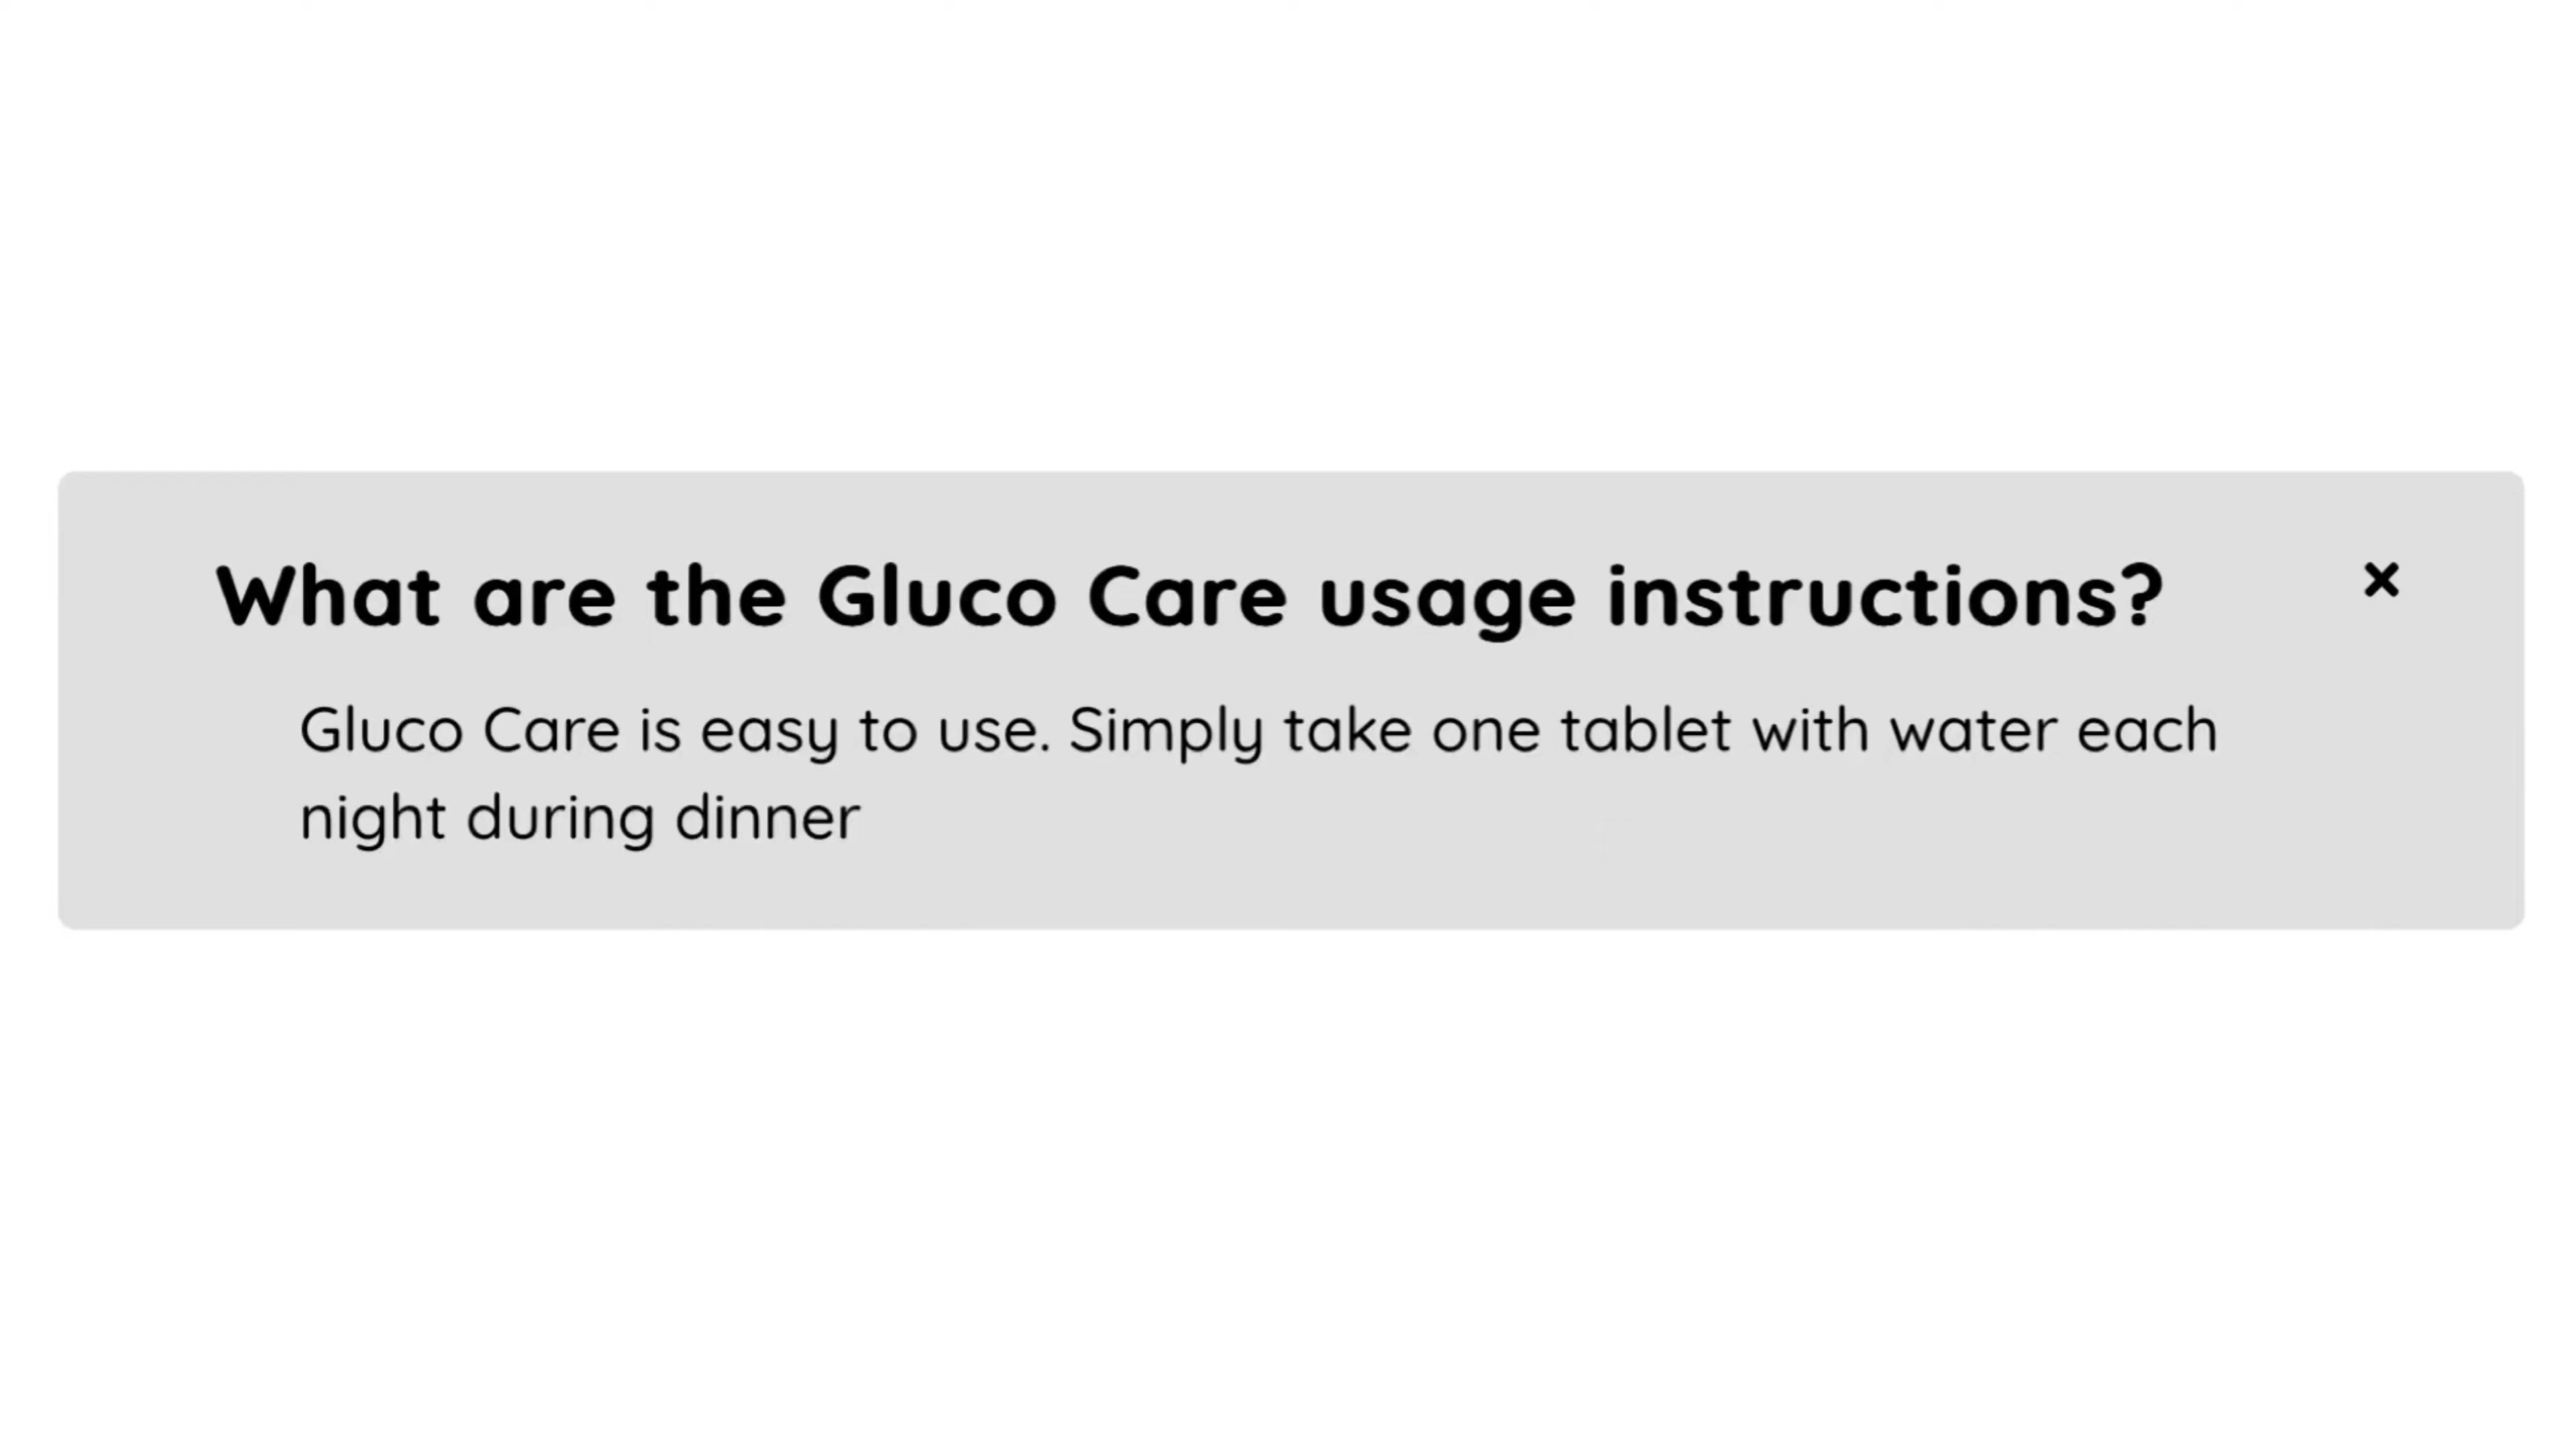 What are the Gluco Care usage instructions?
Gluco Care is easy to use. Simply take one tablet with water each
night during dinner